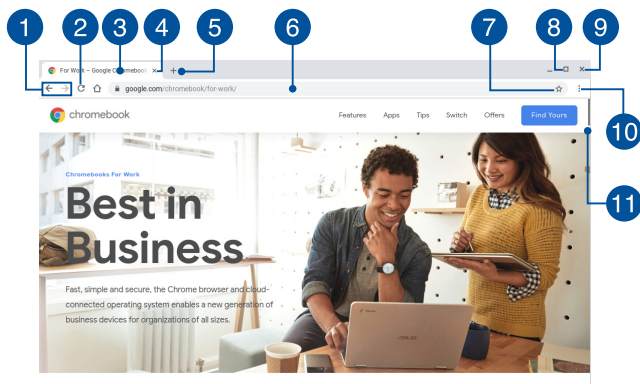 1 2 3 4 5 6 7 8 9
For Work – Google Chromeboo
google.com/chromebook/for-work/
10
chromebook Features Apps Tips Switch Offers Find Yours
11
Chromebooks For Work
Best in
Business
Fast, simple and secure, the Chrome browser and cloud-
connected operating system enables a new generation of
business devices for organizations of all sizes.
ASUS